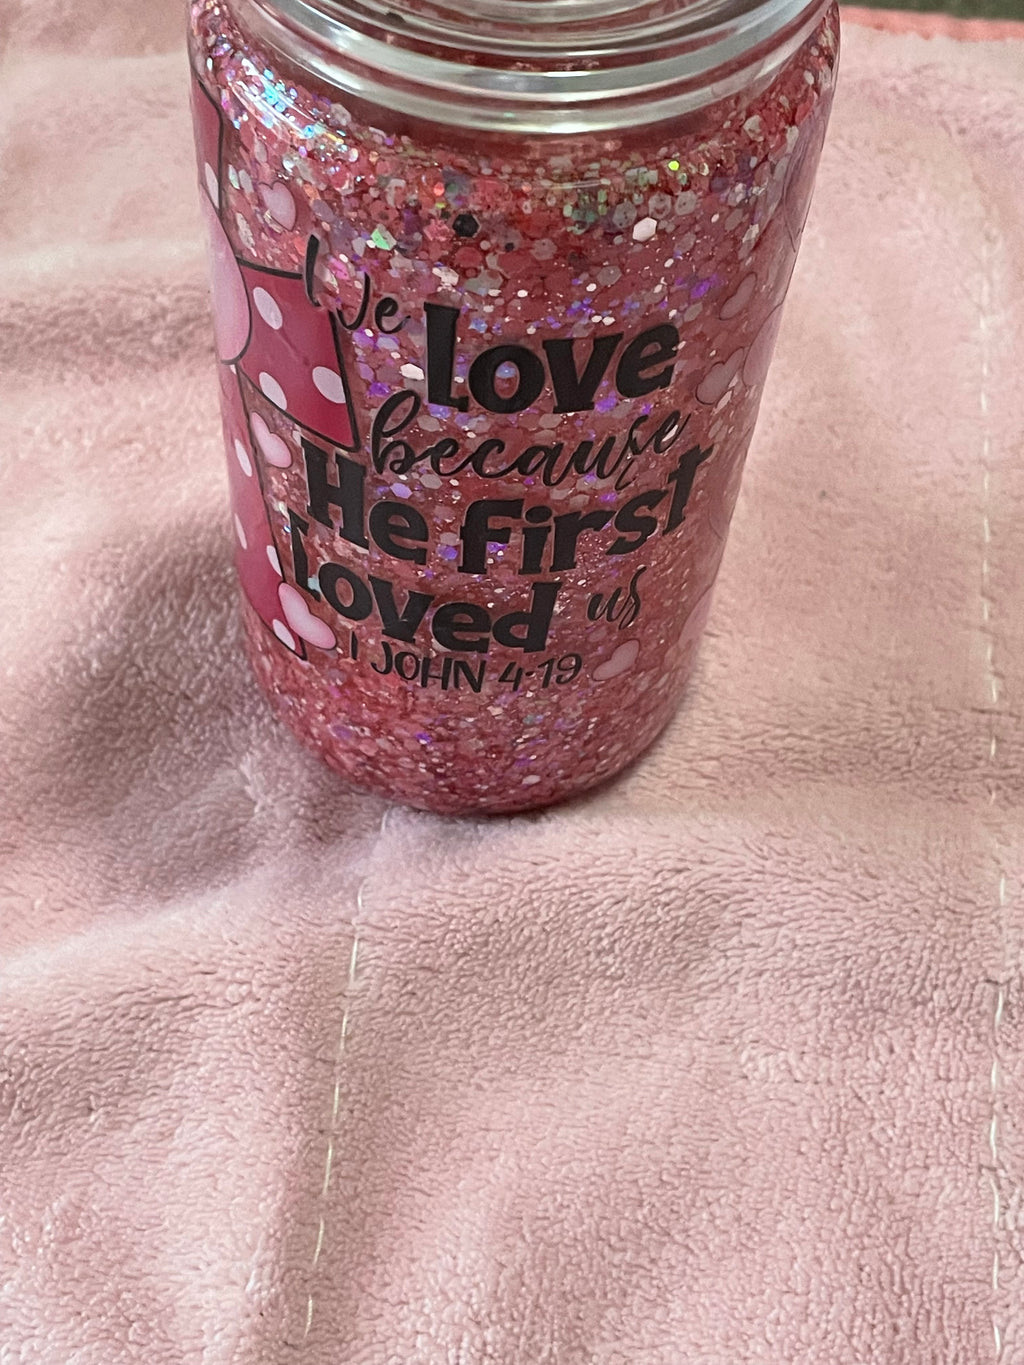 We love
because
He first
loved us
1 JOHN 4:19